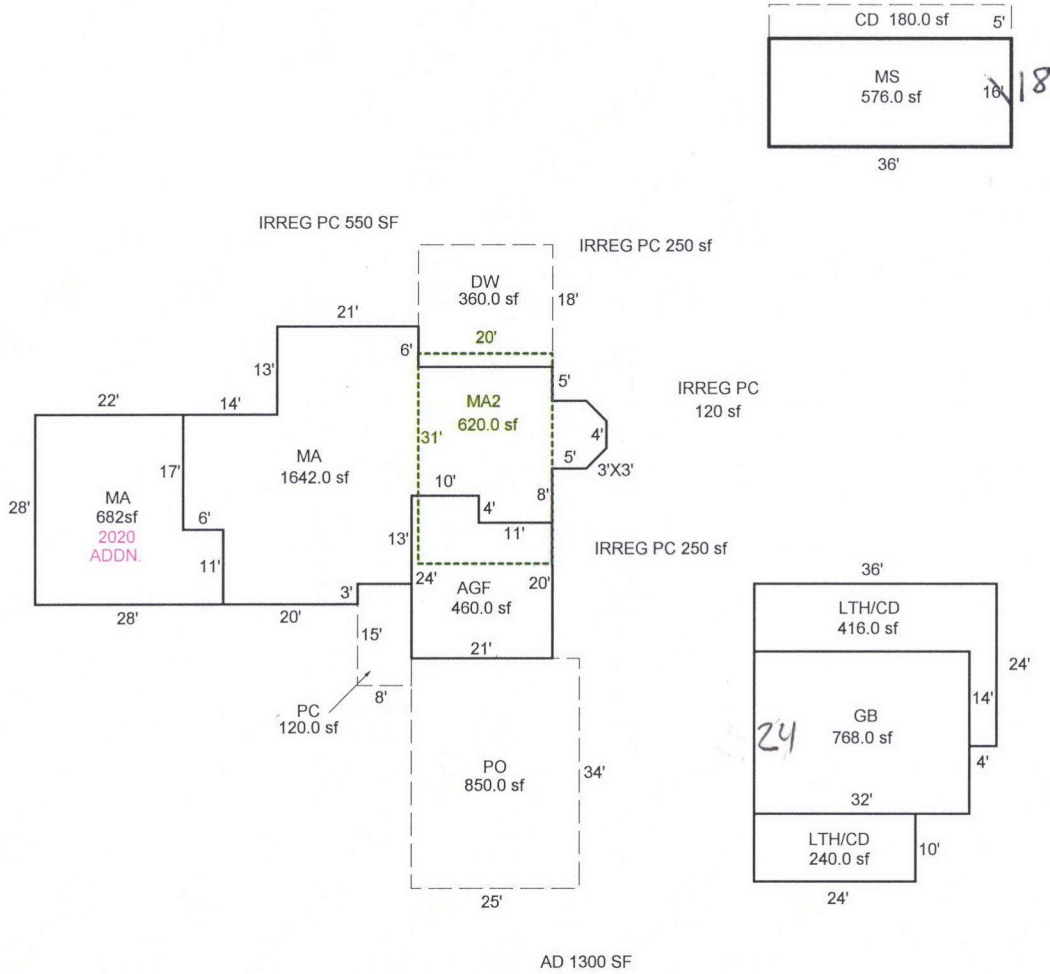 CD 180.0 sf 5'
MS
576.0 sf
16'
18
36'
IRREG PC 550 SF
IRREG PC 250 sf
DW
360.0 sf
18'
21'
6'
20'
13'
5'
IRREG PC
120 sf
22'
14'
MA2
620.0 sf
31'
4'
5'
3'X3'
17'
MA
1642.0 sf
28'
MA
682sf
2020
ADDN.
6'
10'
4'
8'
11'
13'
11'
IRREG PC 250 sf
24'
20'
AGF
460.0 sf
3'
28'
20'
15'
21'
8'
PC
120.0 sf
PO
850.0 sf
34'
25'
36'
LTH/CD
416.0 sf
24'
14'
GB
768.0 sf
24
4'
32'
LTH/CD
240.0 sf
10'
24'
AD 1300 SF